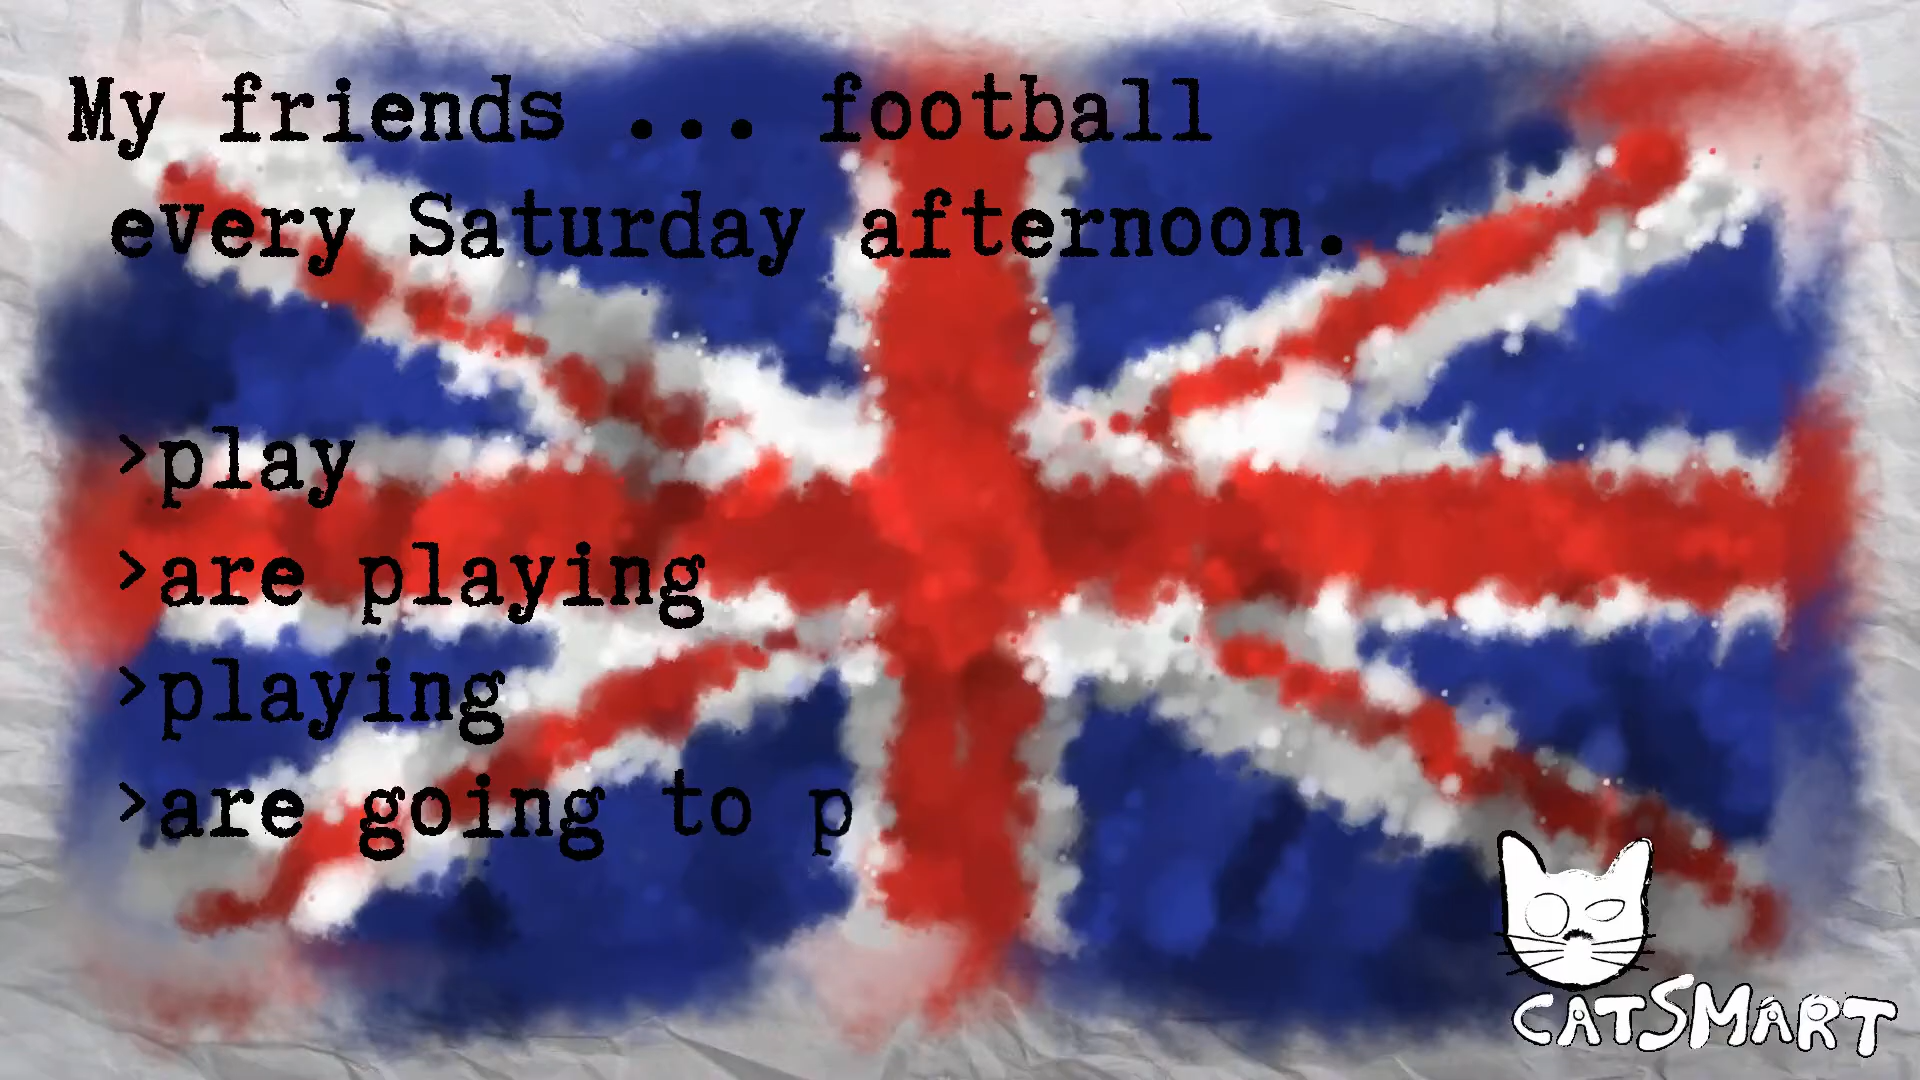 My friends ... football
every Saturday afternoon.
>play
>are playing
>playing
>are going to p
CATSMART